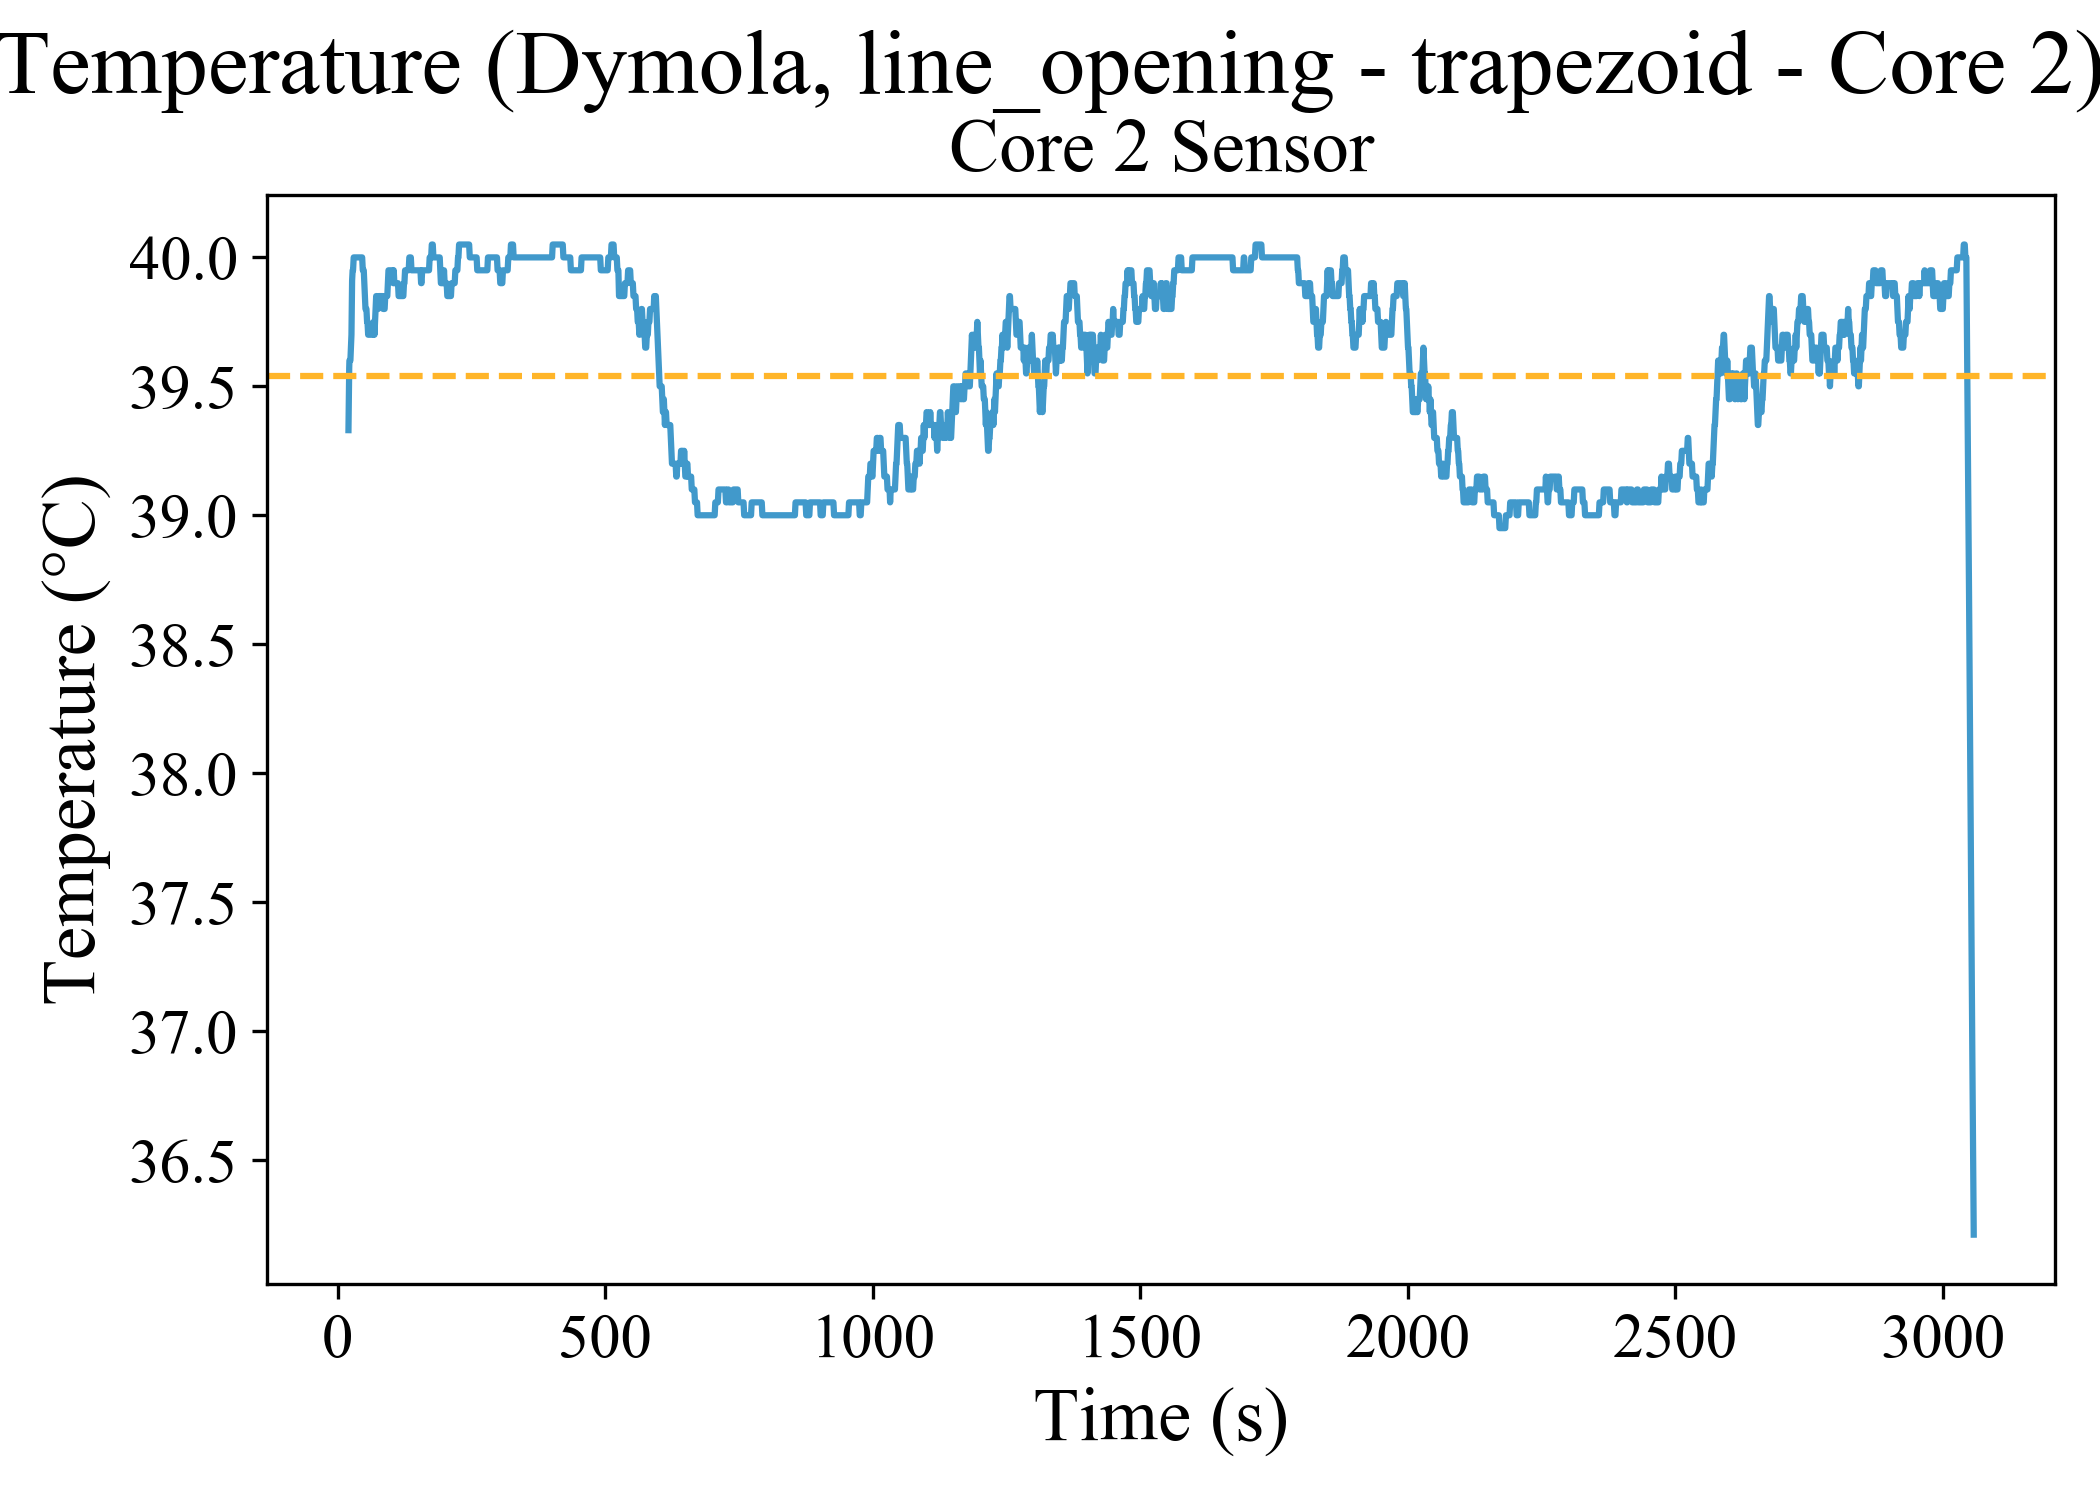 Temperature (Dymola, line_opening - trapezoid - Core 2)
Core 2 Sensor
Temperature (°C)
40.0
39.5
39.0
38.5
38.0
37.5
37.0
36.5
0 500 1000 1500 2000 2500 3000
Time (s)